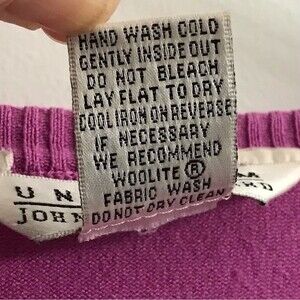 HAND WASH COLD
GENTLY INSIDE OUT
DO NOT BLEACH
LAY FLAT TO DRY
COOL IRON ON REVERSE
IF NECESSARY
WE RECOMMEND
WOOLITE ®
FABRIC WASH
DO NOT DRY CLEAN
JOHN